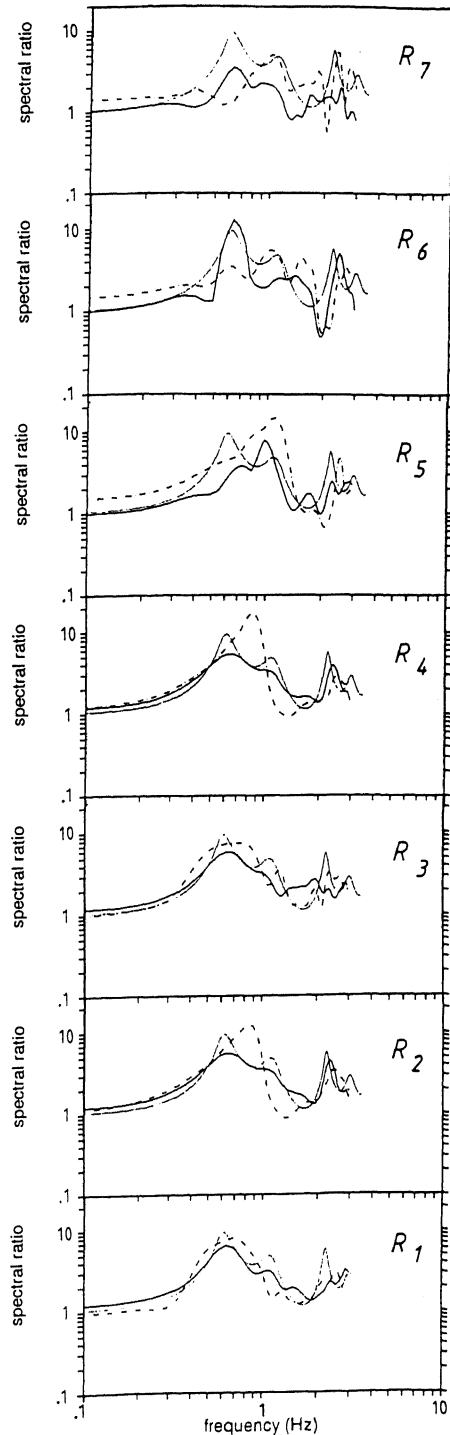 spectral ratio
10
1
.1
R7
spectral ratio
10
1
.1
R6
spectral ratio
10
1
.1
R5
spectral ratio
10
1
.1
R4
spectral ratio
10
1
.1
R3
spectral ratio
10
1
.1
R2
spectral ratio
10
1
.1
R1
0.1 1 10
frequency (Hz)